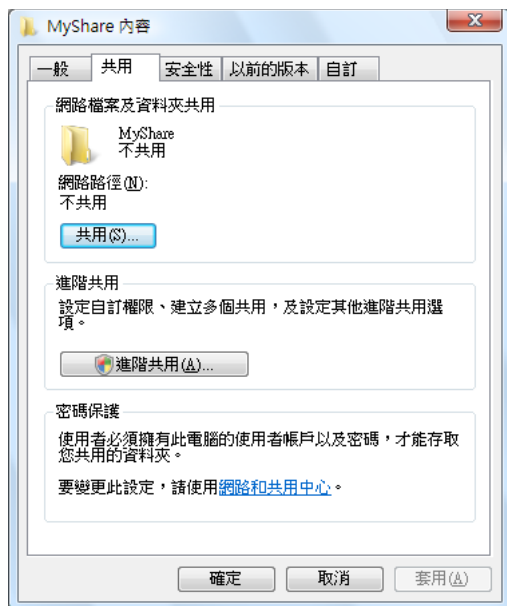 MyShare 內容
一般 共用 安全性 以前的版本 自訂
網路檔案及資料夾共用
MyShare
不共用
網路路徑(N):
不共用
共用(S)...
進階共用
設定自訂權限、建立多個共用，及設定其他進階共用選
項。
進階共用(A)...
密碼保護
使用者必須擁有此電腦的使用者帳戶以及密碼，才能存取
您共用的資料夾。
要變更此設定，請使用網路和共用中心。
確定 取消 套用(A)